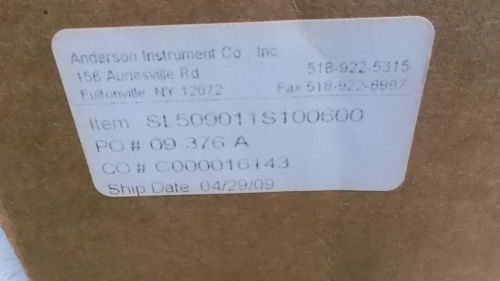 Anderson Instrument Co Inc
156 Auriesville Rd 518-922-5315
Fultonville NY 12072 Fax 518-922-8997
Item SL509011S100600
PO # 09-376-A
CO # C000016143
Ship Date 04/29/09